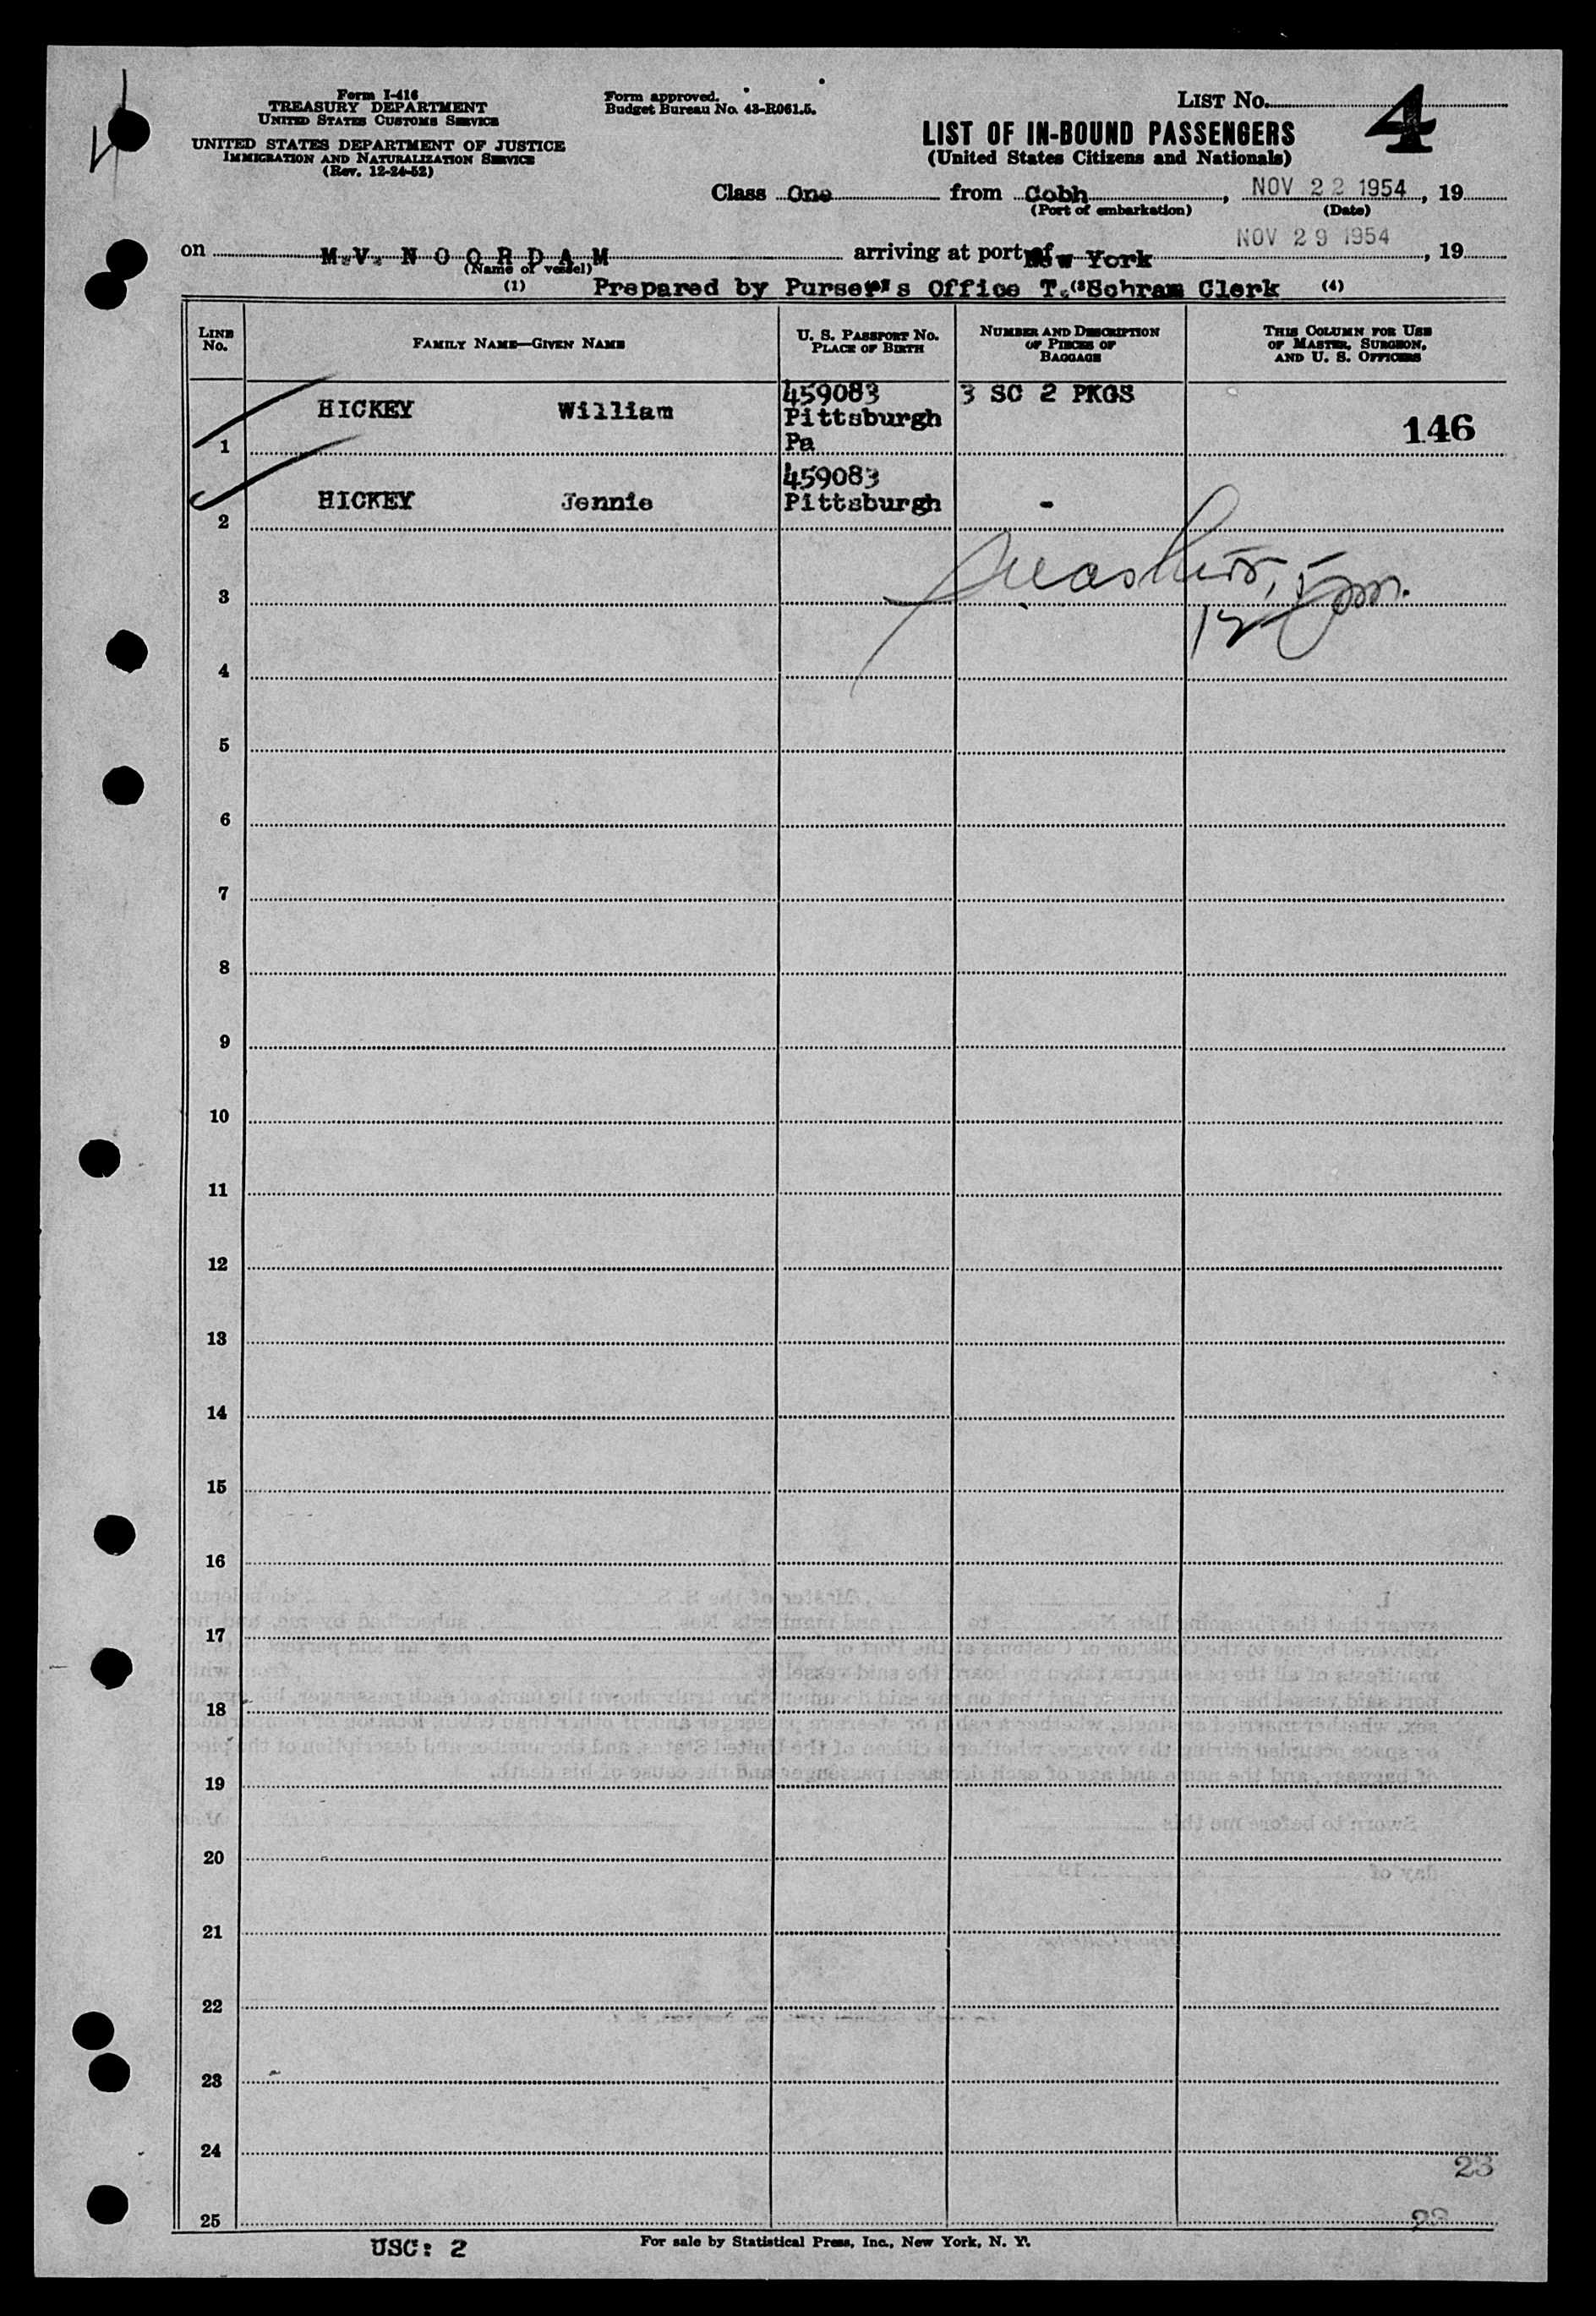 Form I-416
TREASURY DEPARTMENT
UNITED STATES CUSTOMS SERVICE
UNITED STATES DEPARTMENT OF JUSTICE
IMMIGRATION AND NATURALIZATION SERVICE
(Rev. 12-24-52)
Form approved.
Budget Bureau No. 43-R061.5.
LIST No. 4
LIST OF IN-BOUND PASSENGERS
(United States Citizens and Nationals)
Class One from Cobh, NOV 22 1954, 19
(Port of embarkation) (Date)
on M.V. NOORDAM arriving at port of New York NOV 29 1954, 19
(Name of vessel)
(1) Prepared by Purser's Office T. Schram Clerk (4)
LINE No. FAMILY NAME—GIVEN NAME U. S. PASSPORT No. PLACE OF BIRTH NUMBER AND DESCRIPTION OF PIECES OF BAGGAGE THIS COLUMN FOR USE OF MASTER, SURGEON, AND U. S. OFFICERS
1 HICKEY William 459083 Pittsburgh Pa 3 SC 2 PKGS 146
2 HICKEY Jennie 459083 Pittsburgh -
3
4
5
6
7
8
9
10
11
12
13
14
15
16
17
18
19
20
21
22
23
24
23
25
23
USC: 2
For sale by Statistical Press, Inc., New York, N. Y.